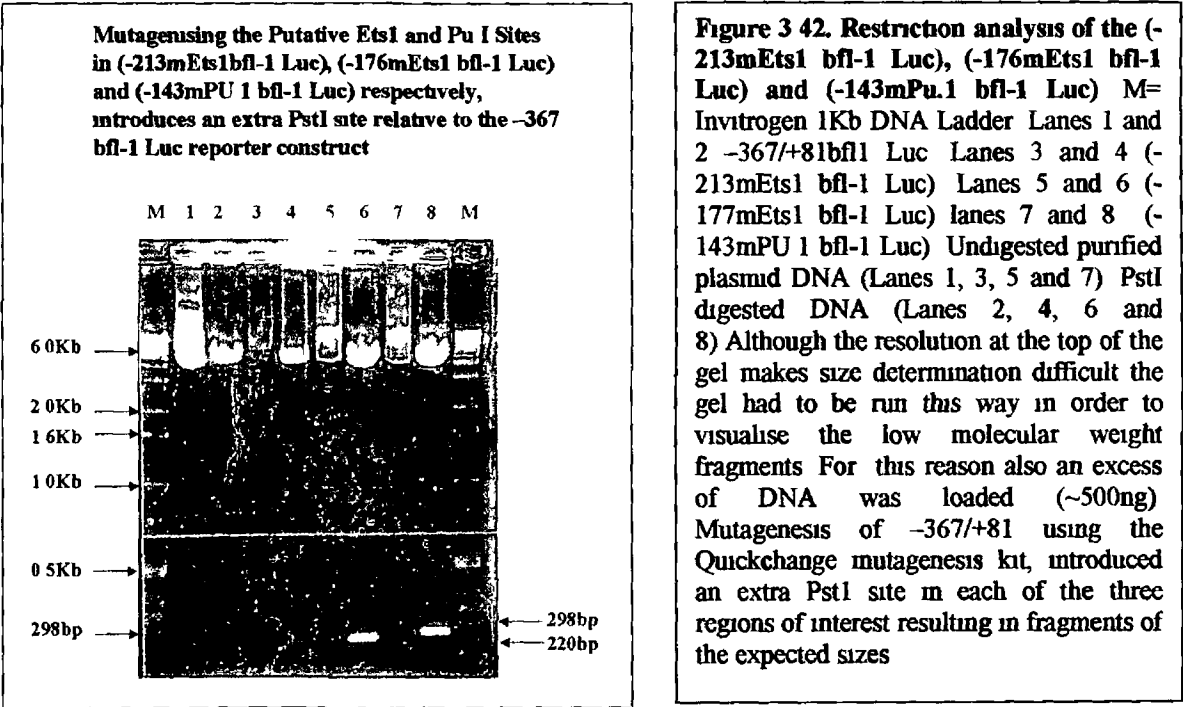 Mutagenising the Putative Ets1 and Pu I Sites
in (-213mEts1bfl-1 Luc), (-176mEts1 bfl-1 Luc)
and (-143mPU 1 bfl-1 Luc) respectively,
introduces an extra PstI site relative to the –367
bfl-1 Luc reporter construct
M 1 2 3 4 5 6 7 8 M
6 0Kb
2 0Kb
1 6Kb
1 0Kb
0 5Kb
298bp
298bp
220bp
Figure 3 42. Restriction analysis of the (-
213mEts1 bfl-1 Luc), (-176mEts1 bfl-1
Luc) and (-143mPu.1 bfl-1 Luc) M=
Invitrogen 1Kb DNA Ladder Lanes 1 and
2 –367/+81bfl1 Luc Lanes 3 and 4 (-
213mEts1 bfl-1 Luc) Lanes 5 and 6 (-
177mEts1 bfl-1 Luc) lanes 7 and 8 (-
143mPU 1 bfl-1 Luc) Undigested purified
plasmid DNA (Lanes 1, 3, 5 and 7) PstI
digested DNA (Lanes 2, 4, 6 and
8) Although the resolution at the top of the
gel makes size determination difficult the
gel had to be run this way in order to
visualise the low molecular weight
fragments For this reason also an excess
of DNA was loaded (~500ng)
Mutagenesis of –367/+81 using the
Quickchange mutagenesis kit, introduced
an extra Pst1 site in each of the three
regions of interest resulting in fragments of
the expected sizes